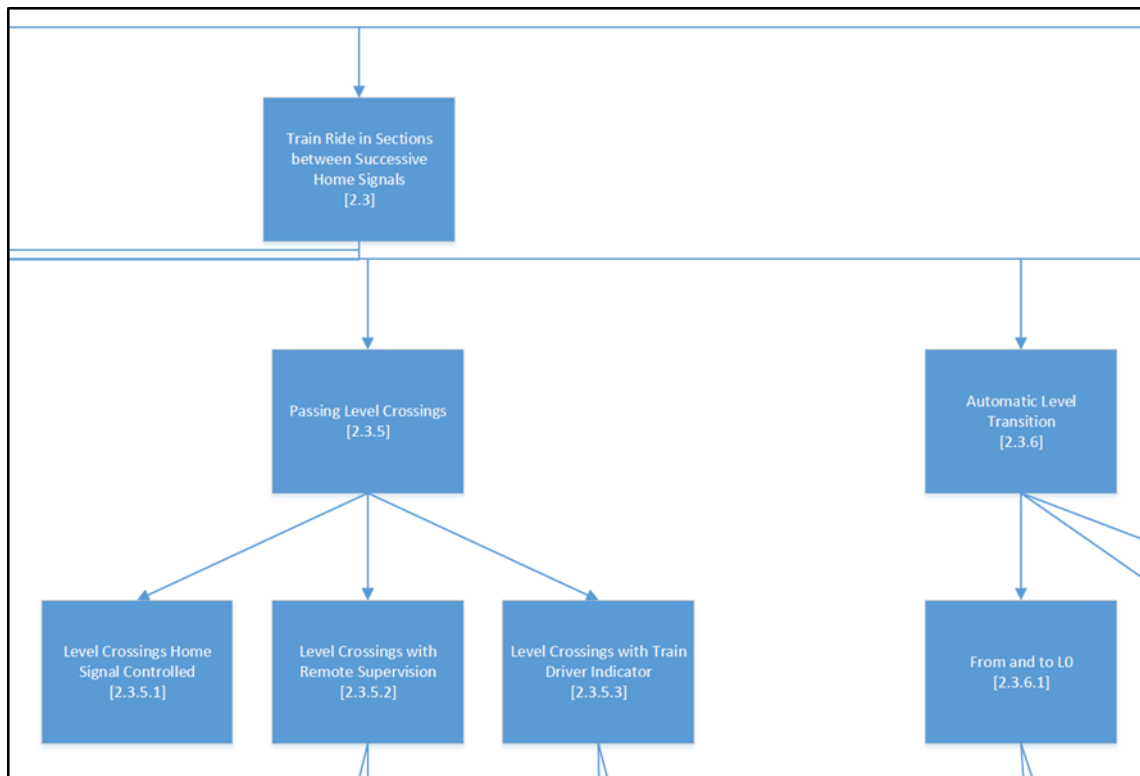 Train Ride in Sections
between Successive
Home Signals
[2.3]
Passing Level Crossings
[2.3.5]
Automatic Level
Transition
[2.3.6]
Level Crossings Home
Signal Controlled
[2.3.5.1]
Level Crossings with
Remote Supervision
[2.3.5.2]
Level Crossings with Train
Driver Indicator
[2.3.5.3]
From and to L0
[2.3.6.1]